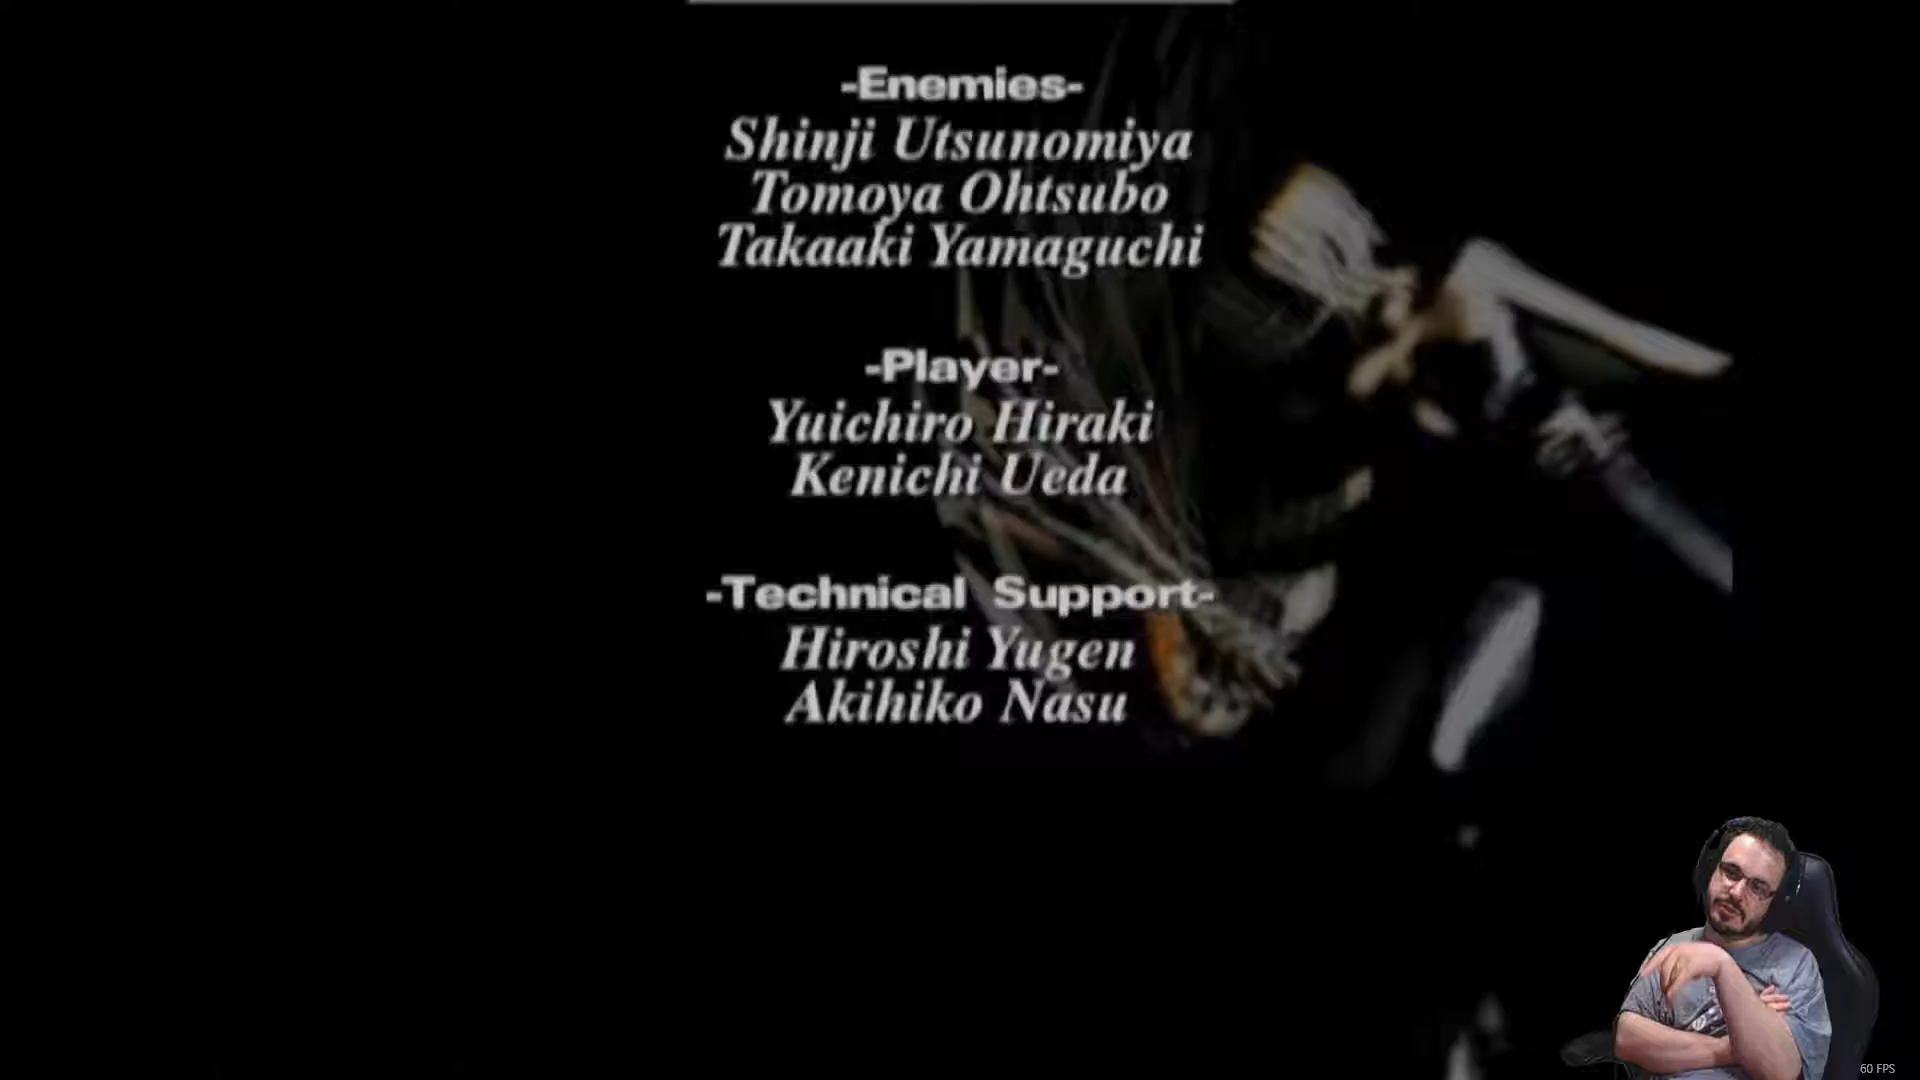 -Enemies-
Shinji Utsunomiya
Tomoya Ohtsubo
Takaaki Yamaguchi
-Player-
Yuichiro Hiraki
Kenichi Ueda
-Technical Support-
Hiroshi Yugen
Akihiko Nasu
60 FPS